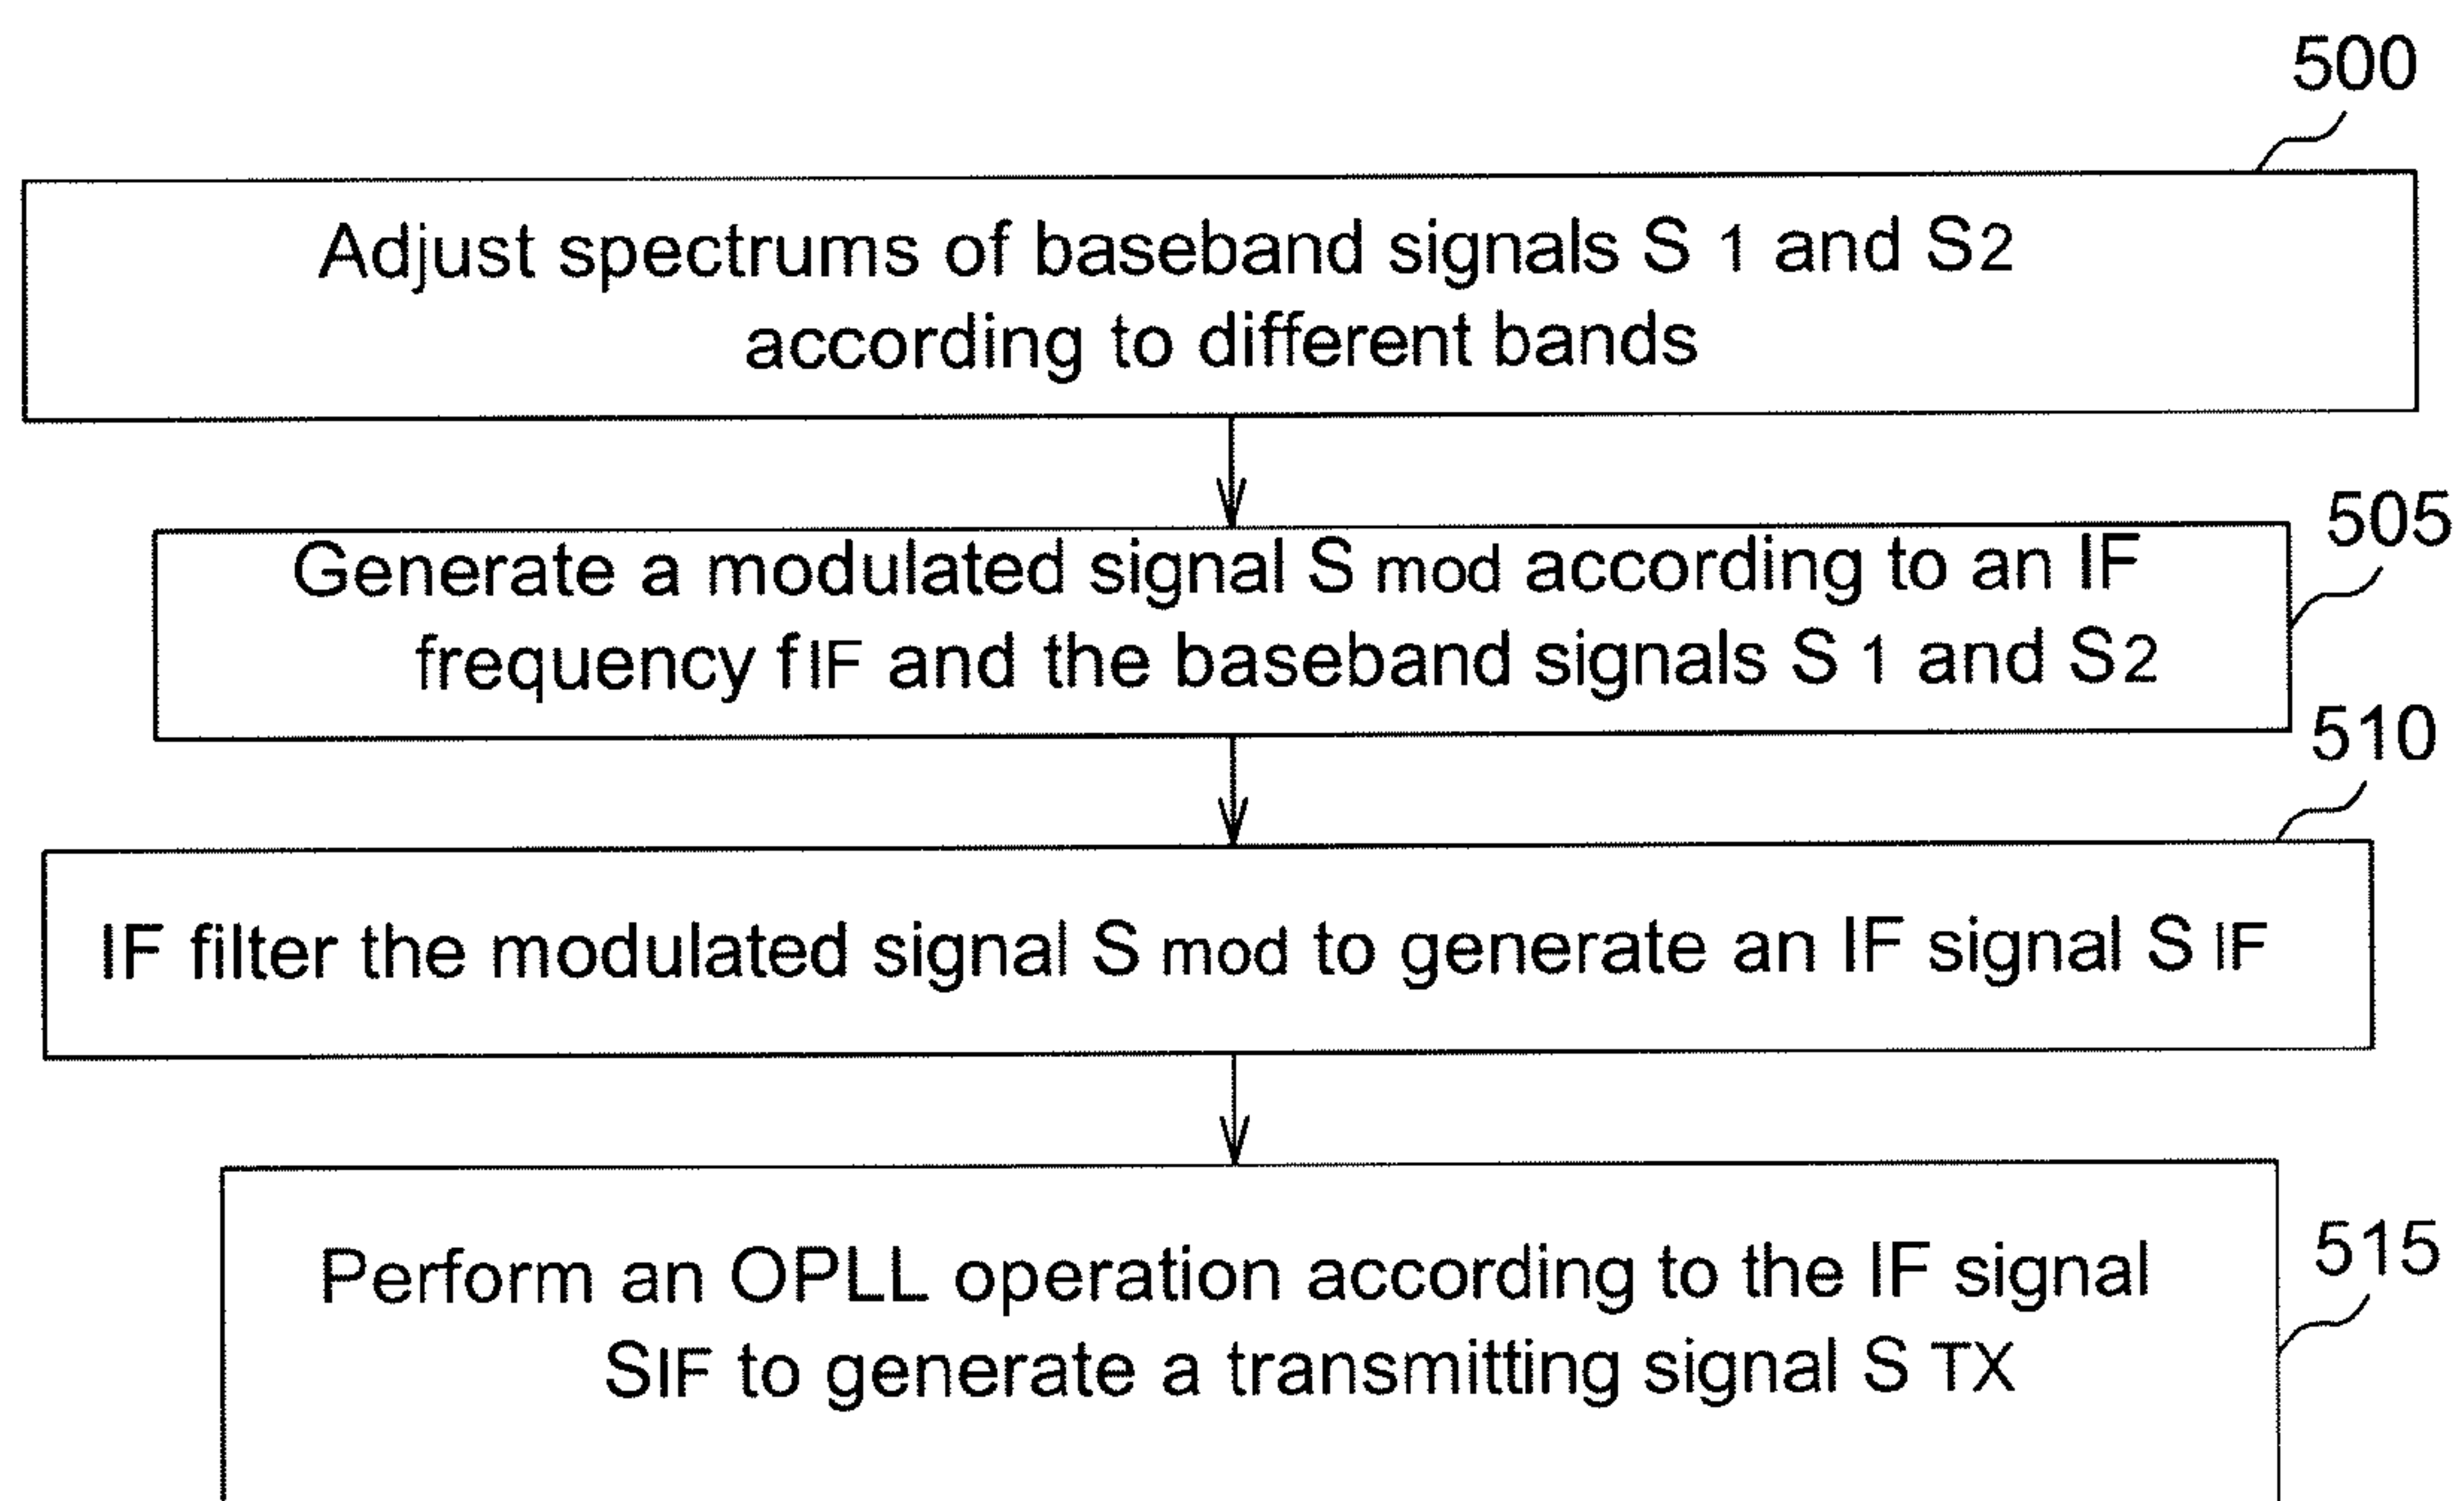 500
Adjust spectrums of baseband signals S 1 and S2
according to different bands
505
Generate a modulated signal S mod according to an IF
frequency fIF and the baseband signals S 1 and S2
510
IF filter the modulated signal S mod to generate an IF signal S IF
515
Perform an OPLL operation according to the IF signal
SIF to generate a transmitting signal S TX